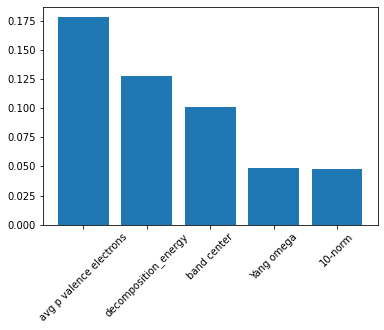 0.175
0.150
0.125
0.100
0.075
0.050
0.025
0.000
avg p valence electrons
decomposition_energy
band center
Yang omega
10-norm